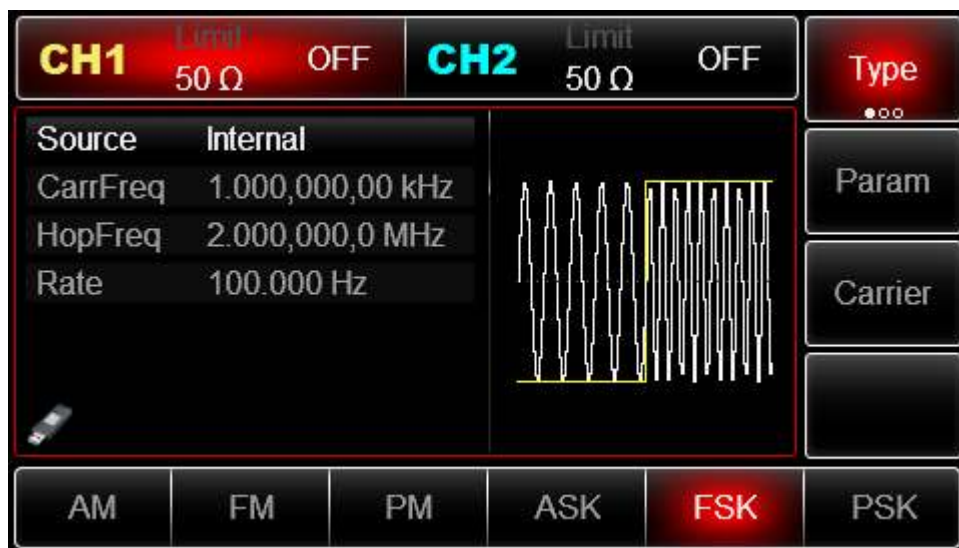 CH1 Limit 50 Ω OFF CH2 Limit 50 Ω OFF Type
Source Internal
CarrFreq 1.000,000,00 kHz
HopFreq 2.000,000,0 MHz
Rate 100.000 Hz
Param
Carrier
AM FM PM ASK FSK PSK